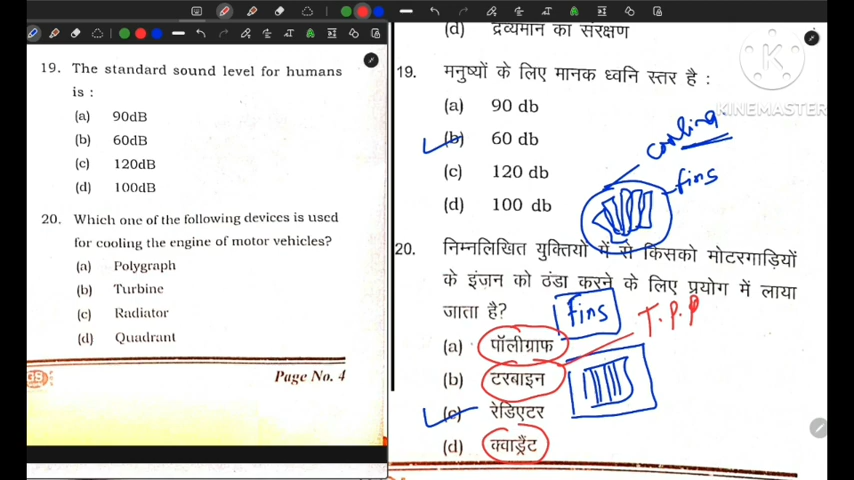 19. The standard sound level for humans
is :
(a) 90dB
(b) 60dB
(c) 120dB
(d) 100dB
20. Which one of the following devices is used
for cooling the engine of motor vehicles?
(a) Polygraph
(b) Turbine
(c) Radiator
(d) Quadrant
39
Page No. 4
(d) द्रव्यमान का संरक्षण
19. मनुष्यों के लिए मानक ध्वनि स्तर है :
(a) 90 db
(b) 60 db
(c) 120 db
(d) 100 db
cooling
fins
20. निम्नलिखित युक्तियों में से किसको मोटरगाड़ियों
के इंजन को ठंडा करने के लिए प्रयोग में लाया
जाता है?
Fins
T.P.P
(a) पॉलीग्राफ
(b) टरबाइन
(c) रेडिएटर
(d) क्वाड्रैंट
K
KINEMASTER